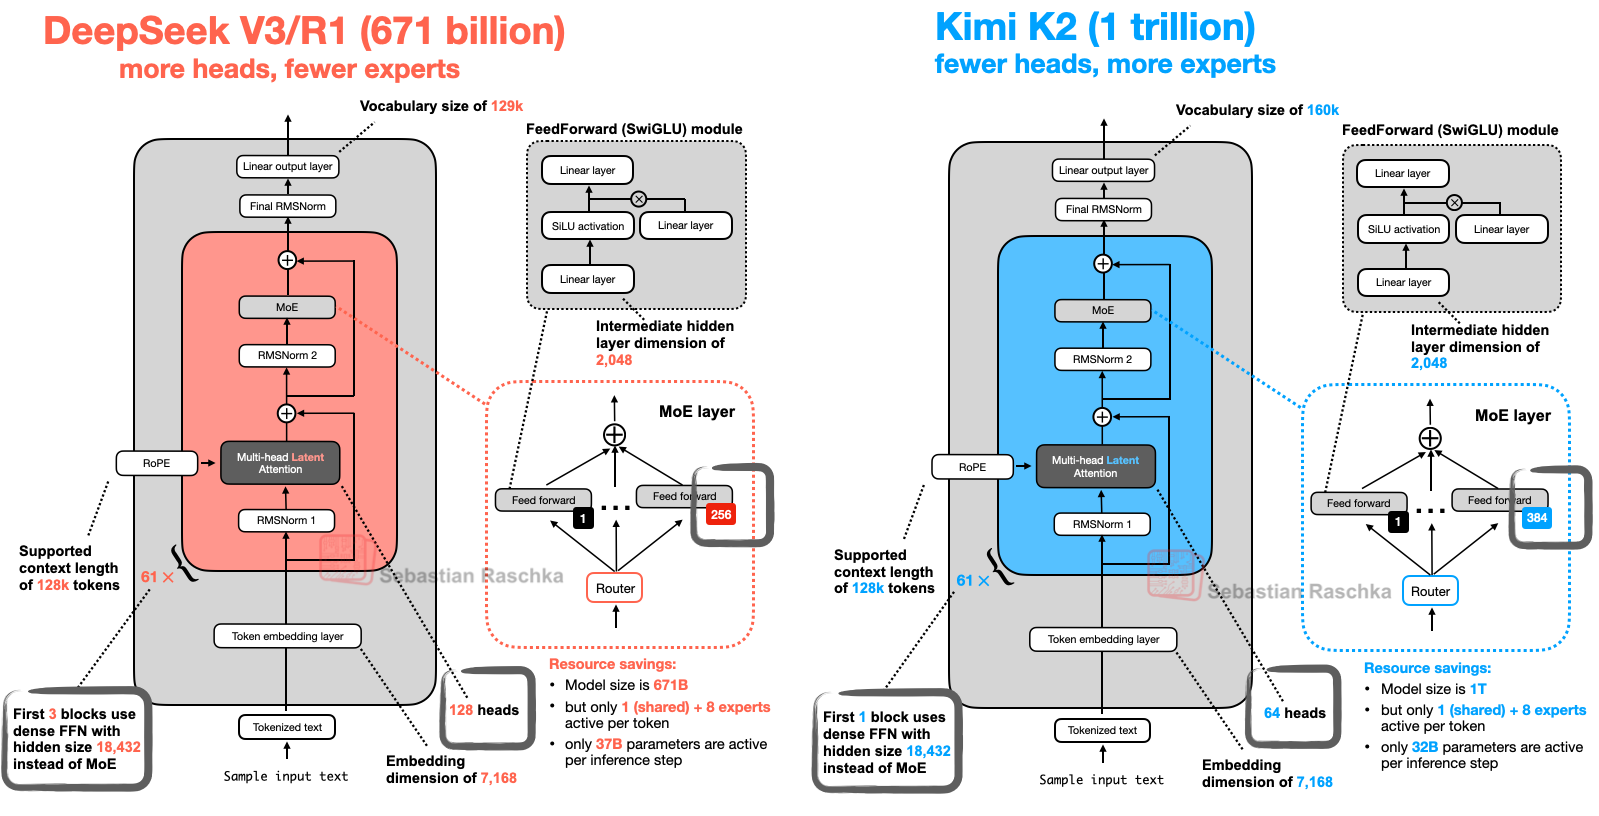 DeepSeek V3/R1 (671 billion)
more heads, fewer experts
Vocabulary size of 129k
FeedForward (SwiGLU) module
Linear output layer
Final RMSNorm
Linear layer
SiLU activation
Linear layer
Linear layer
Intermediate hidden
layer dimension of
2,048
MoE
RMSNorm 2
Multi-head Latent
Attention
RoPE
RMSNorm 1
MoE layer
Feed forward
1
...
Feed forward
256
Router
Supported
context length
of 128k tokens
61 ×
Sebastian Raschka
Token embedding layer
First 3 blocks use
dense FFN with
hidden size 18,432
instead of MoE
Tokenized text
Sample input text
128 heads
Embedding
dimension of 7,168
Resource savings:
• Model size is 671B
• but only 1 (shared) + 8 experts
active per token
• only 37B parameters are active
per inference step
Kimi K2 (1 trillion)
fewer heads, more experts
Vocabulary size of 160k
FeedForward (SwiGLU) module
Linear output layer
Final RMSNorm
Linear layer
SiLU activation
Linear layer
Linear layer
Intermediate hidden
layer dimension of
2,048
MoE
RMSNorm 2
Multi-head Latent
Attention
RoPE
RMSNorm 1
MoE layer
Feed forward
1
...
Feed forward
384
Router
Supported
context length
of 128k tokens
61 ×
Sebastian Raschka
Token embedding layer
First 1 block uses
dense FFN with
hidden size 18,432
instead of MoE
Tokenized text
Sample input text
64 heads
Embedding
dimension of 7,168
Resource savings:
• Model size is 1T
• but only 1 (shared) + 8 experts
active per token
• only 32B parameters are active
per inference step